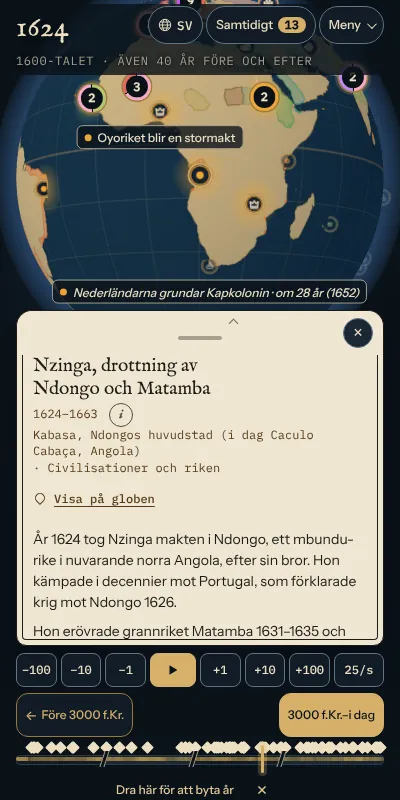 1624
SV
Samtidigt 13
Meny
1600-TALET · ÄVEN 40 ÅR FÖRE OCH EFTER
2
3
2
2
Oyoriket blir en stormakt
Nederländarna grundar Kapkolonin · om 28 år (1652)
Nzinga, drottning av
Ndongo och Matamba
1624–1663 i
Kabasa, Ndongos huvudstad (i dag Caculo
Cabaça, Angola)
· Civilisationer och riken
Visa på globen
År 1624 tog Nzinga makten i Ndongo, ett mbundu-
rike i nuvarande norra Angola, efter sin bror. Hon
kämpade i decennier mot Portugal, som förklarade
krig mot Ndongo 1626.
Hon erövrade grannriket Matamba 1631–1635 och
−100 −10 −1 +1 +10 +100 25/s
← Före 3000 f.Kr. 3000 f.Kr.–i dag
Dra här för att byta år ×